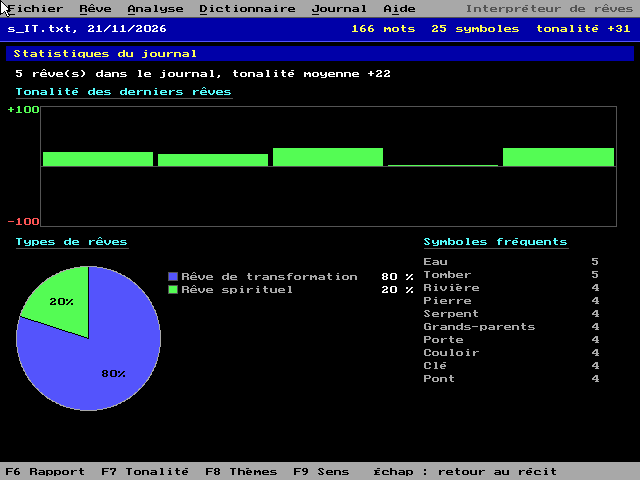 Fichier Rêve Analyse Dictionnaire Journal Aide Interpréteur de rêves
s_IT.txt, 21/11/2026 166 mots 25 symboles tonalité +31
Statistiques du journal
5 rêve(s) dans le journal, tonalité moyenne +22
Tonalité des derniers rêves
+100
-100
Types de rêves
Rêve de transformation 80 %
Rêve spirituel 20 %
20%
80%
Symboles fréquents
Eau 5
Tomber 5
Rivière 4
Pierre 4
Serpent 4
Grands-parents 4
Porte 4
Couloir 4
Clé 4
Pont 4
F6 Rapport F7 Tonalité F8 Thèmes F9 Sens Échap : retour au récit